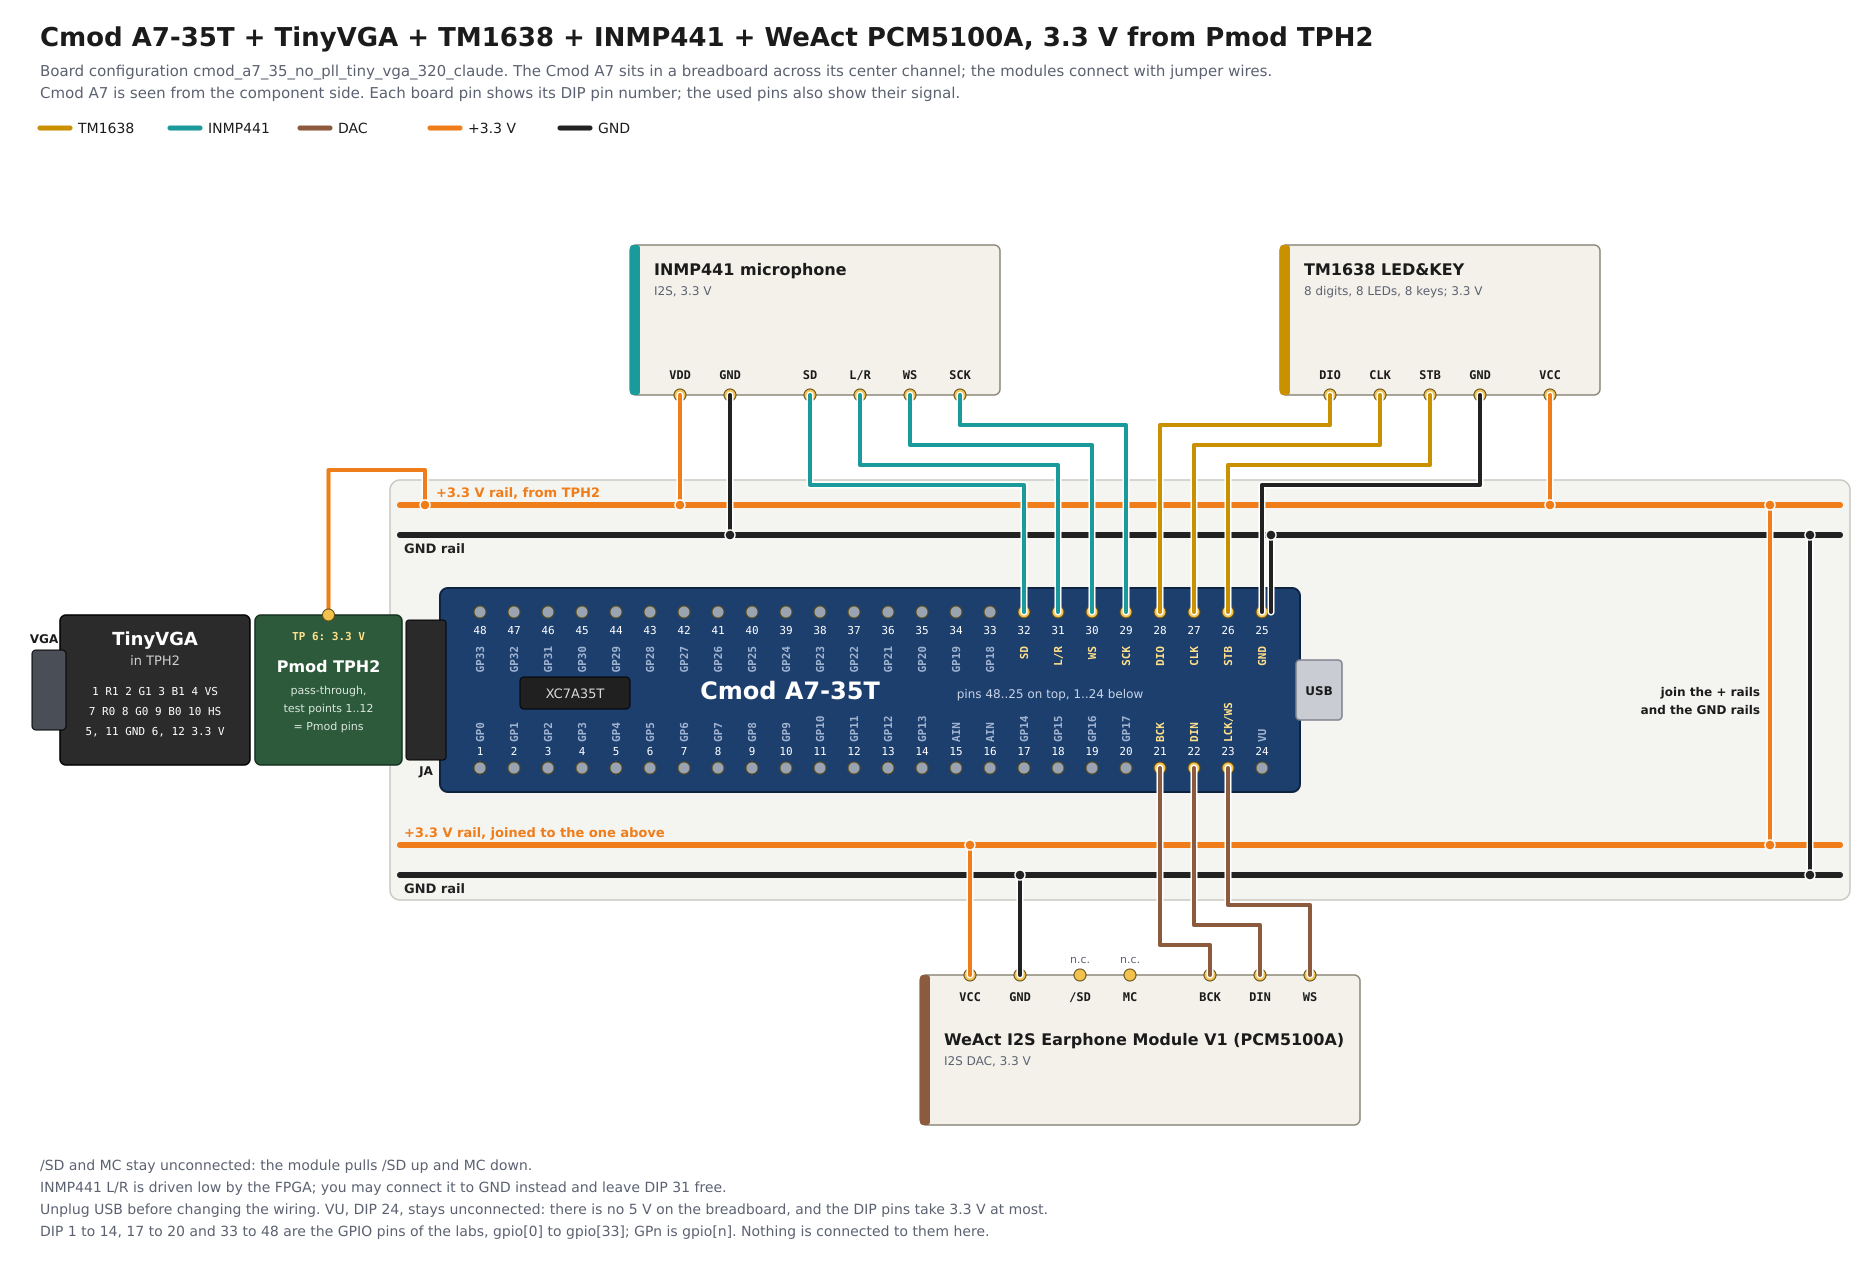 Cmod A7-35T + TinyVGA + TM1638 + INMP441 + WeAct PCM5100A, 3.3 V from Pmod TPH2
Board configuration cmod_a7_35_no_pll_tiny_vga_320_claude. The Cmod A7 sits in a breadboard across its center channel; the modules connect with jumper wires.
Cmod A7 is seen from the component side. Each board pin shows its DIP pin number; the used pins also show their signal.
TM1638 INMP441 DAC +3.3 V GND
INMP441 microphone
I2S, 3.3 V
VDD GND SD L/R WS SCK
TM1638 LED&KEY
8 digits, 8 LEDs, 8 keys; 3.3 V
DIO CLK STB GND VCC
+3.3 V rail, from TPH2
GND rail
VGA
TinyVGA
in TPH2
1 R1 2 G1 3 B1 4 VS
7 R0 8 G0 9 B0 10 HS
5, 11 GND 6, 12 3.3 V
TP 6: 3.3 V
Pmod TPH2
pass-through,
test points 1..12
= Pmod pins
JA
48 47 46 45 44 43 42 41 40 39 38 37 36 35 34 33 32 31 30 29 28 27 26 25
GP33 GP32 GP31 GP30 GP29 GP28 GP27 GP26 GP25 GP24 GP23 GP22 GP21 GP20 GP19 GP18 SD L/R WS SCK DIO CLK STB GND
XC7A35T
Cmod A7-35T
pins 48..25 on top, 1..24 below
USB
GP0 GP1 GP2 GP3 GP4 GP5 GP6 GP7 GP8 GP9 GP10 GP11 GP12 GP13 AIN AIN GP14 GP15 GP16 GP17 BCK DIN LCK/WS VU
1 2 3 4 5 6 7 8 9 10 11 12 13 14 15 16 17 18 19 20 21 22 23 24
join the + rails
and the GND rails
+3.3 V rail, joined to the one above
GND rail
n.c. n.c.
VCC GND /SD MC BCK DIN WS
WeAct I2S Earphone Module V1 (PCM5100A)
I2S DAC, 3.3 V
/SD and MC stay unconnected: the module pulls /SD up and MC down.
INMP441 L/R is driven low by the FPGA; you may connect it to GND instead and leave DIP 31 free.
Unplug USB before changing the wiring. VU, DIP 24, stays unconnected: there is no 5 V on the breadboard, and the DIP pins take 3.3 V at most.
DIP 1 to 14, 17 to 20 and 33 to 48 are the GPIO pins of the labs, gpio[0] to gpio[33]; GPn is gpio[n]. Nothing is connected to them here.